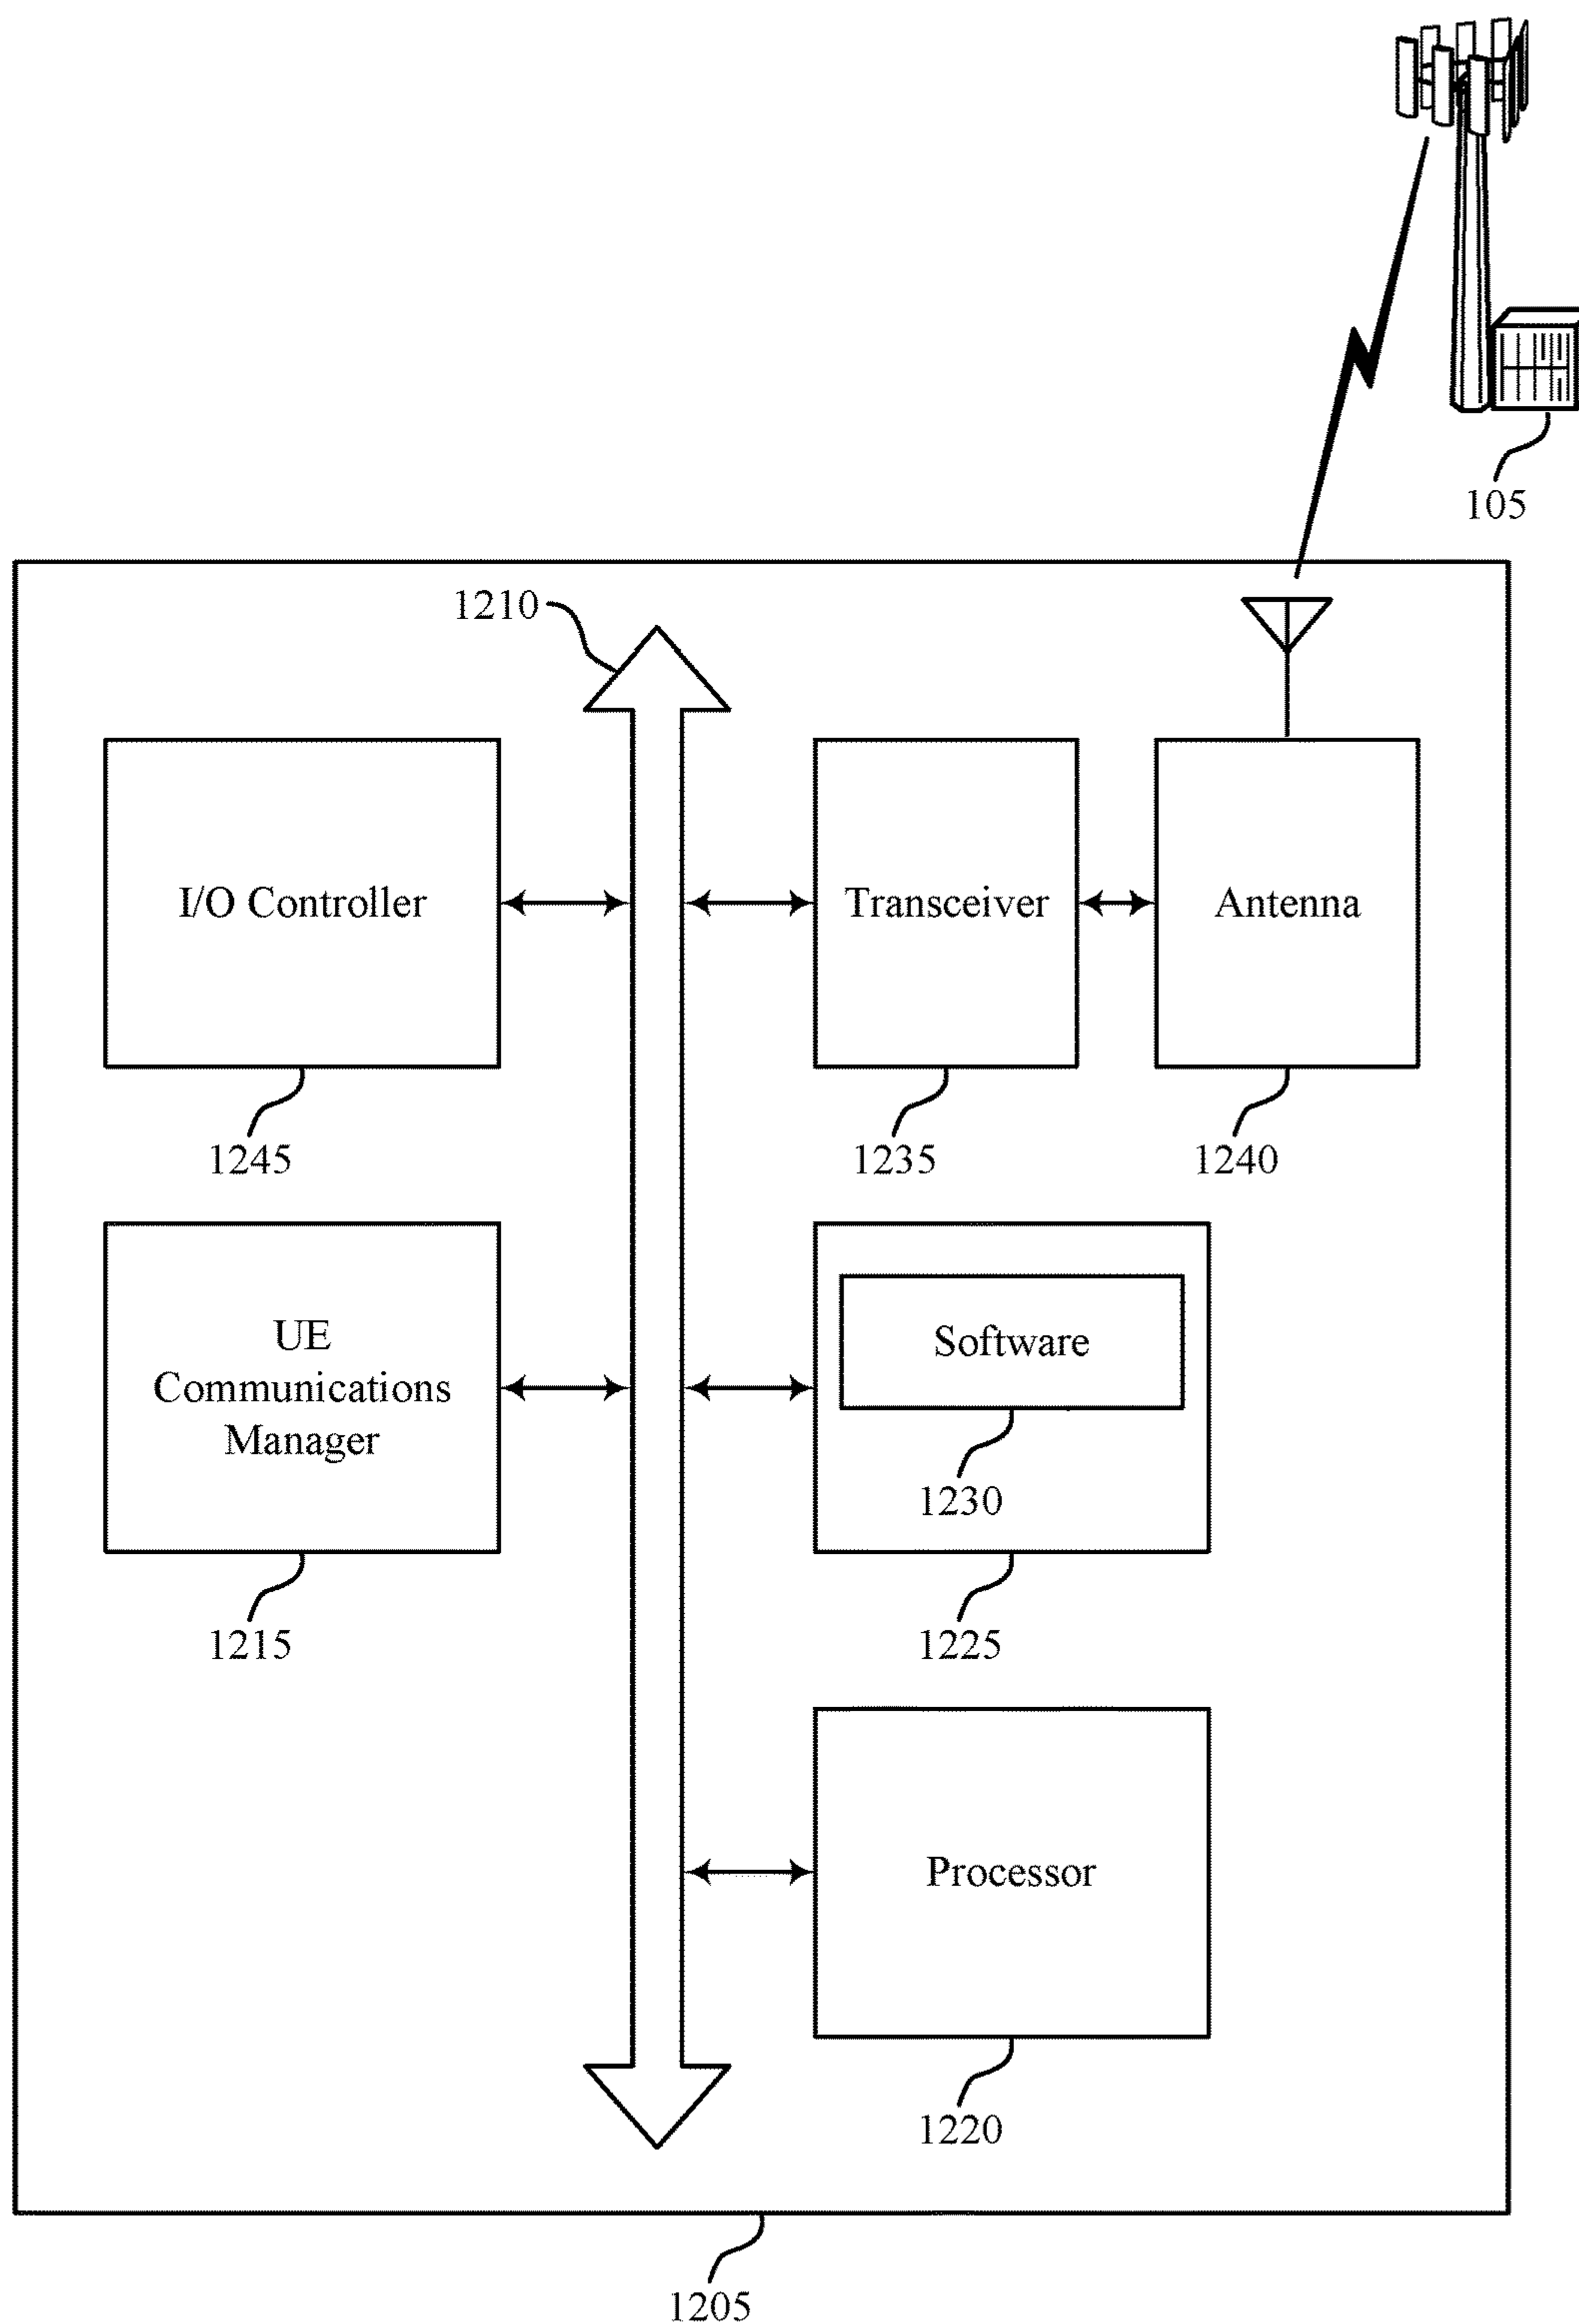 105
1210
I/O Controller
Transceiver
Antenna
1245
1235
1240
UE
Communications
Manager
Software
1230
1215
1225
Processor
1220
1205